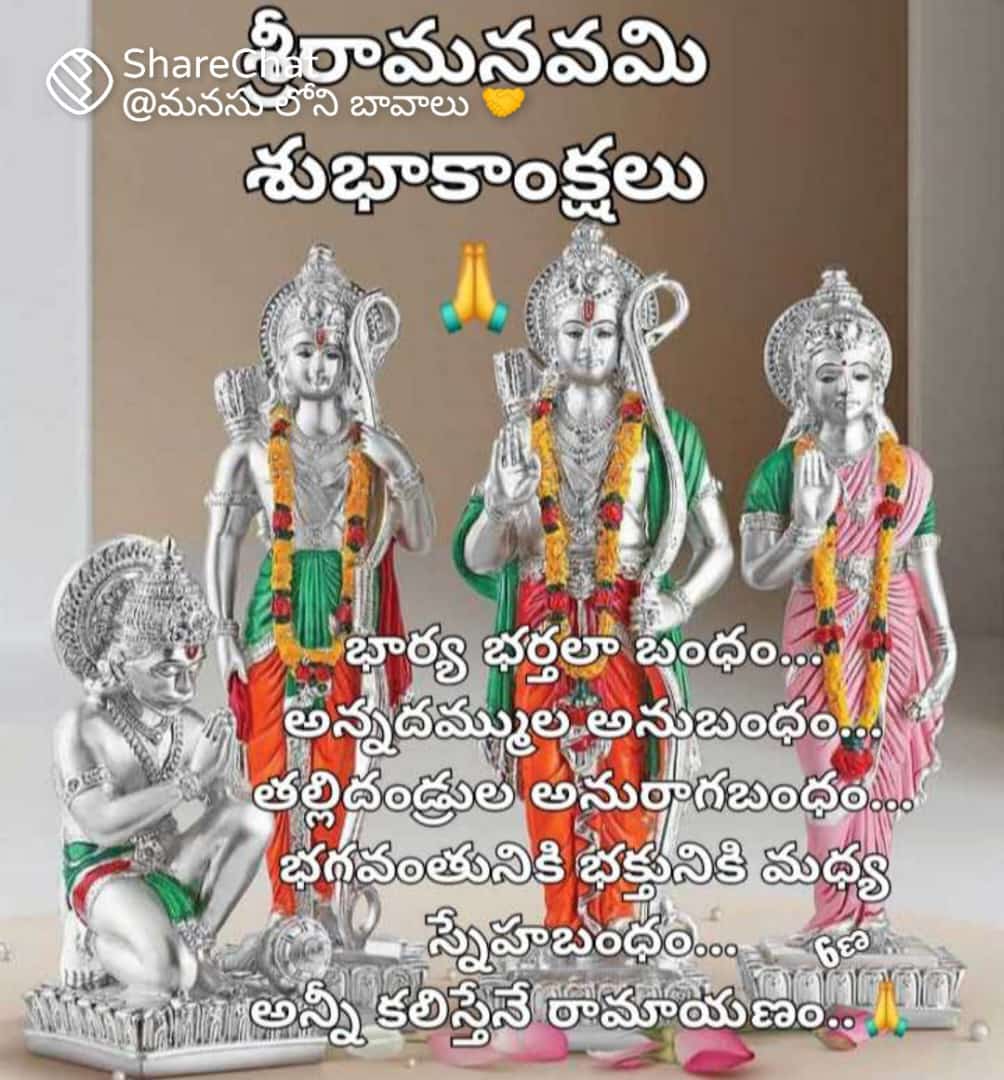 శ్రీరామనవమి
ShareChat
@మనసు లోని బావాలు 🤝
శుభాకాంక్షలు
🙏
భార్య భర్తలా బంధం...
అన్నదమ్ముల అనుబంధం...
తల్లిదండ్రుల అనురాగబంధం...
భగవంతునికి భక్తునికి మధ్య
స్నేహబంధం...
అన్నీ కలిస్తేనే రామాయణం.. 🙏